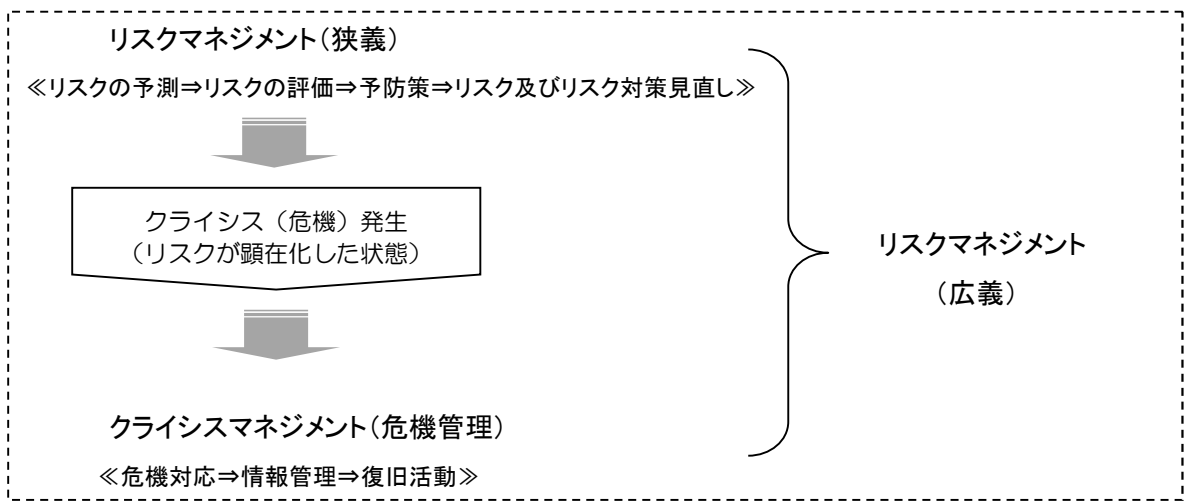 リスクマネジメント（狭義）
≪リスクの予測⇒リスクの評価⇒予防策⇒リスク及びリスク対策見直し≫
クライシス（危機）発生
（リスクが顕在化した状態）
リスクマネジメント
（広義）
クライシスマネジメント（危機管理）
≪危機対応⇒情報管理⇒復旧活動≫